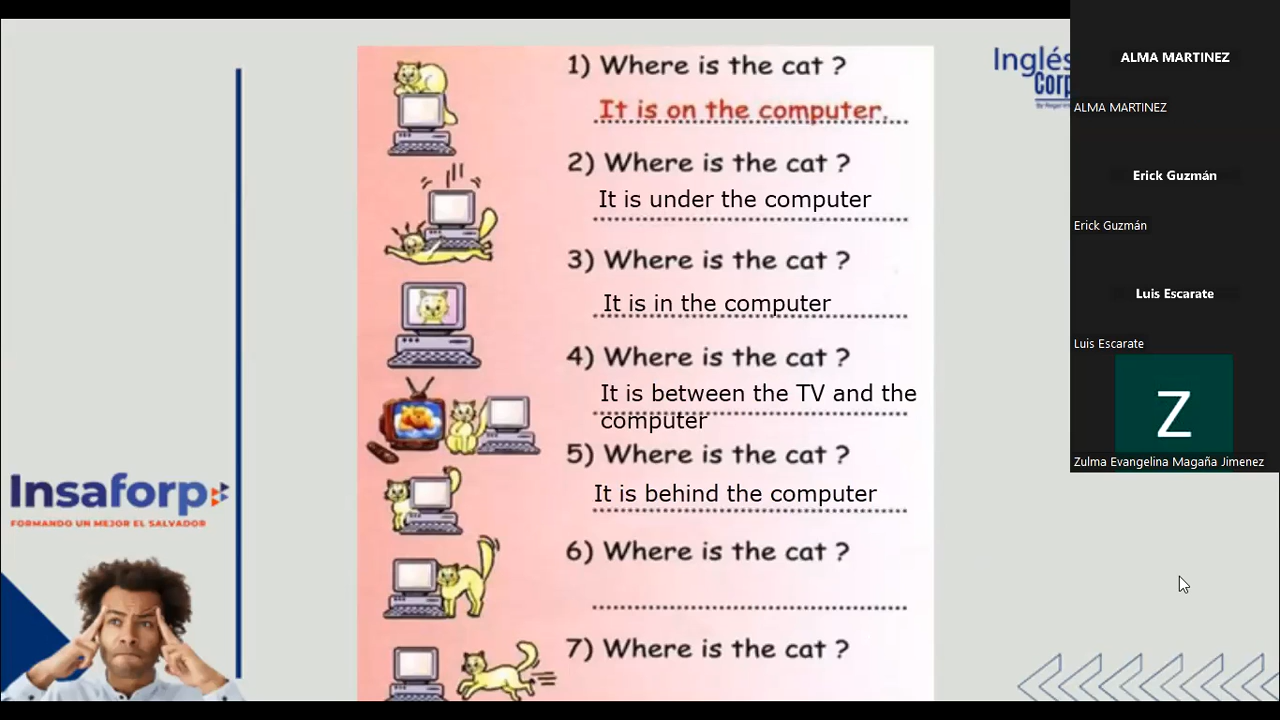 1) Where is the cat ?
It is on the computer.
2) Where is the cat ?
It is under the computer
3) Where is the cat ?
It is in the computer
4) Where is the cat ?
It is between the TV and the
computer
5) Where is the cat ?
It is behind the computer
6) Where is the cat ?
7) Where is the cat ?
Insaforp
FORMANDO UN MEJOR EL SALVADOR
Inglés
Corp
ALMA MARTINEZ
ALMA MARTINEZ
Erick Guzmán
Erick Guzmán
Luis Escarate
Luis Escarate
Z
Zulma Evangelina Magaña Jimenez